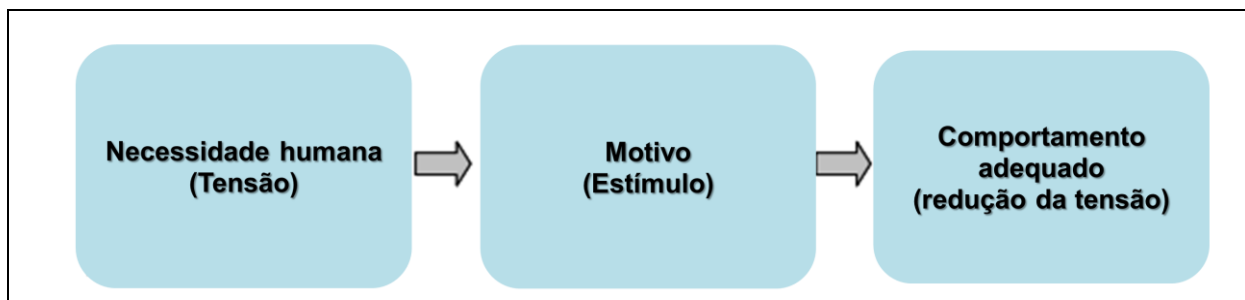 Necessidade humana
(Tensão)
Motivo
(Estímulo)
Comportamento
adequado
(redução da tensão)